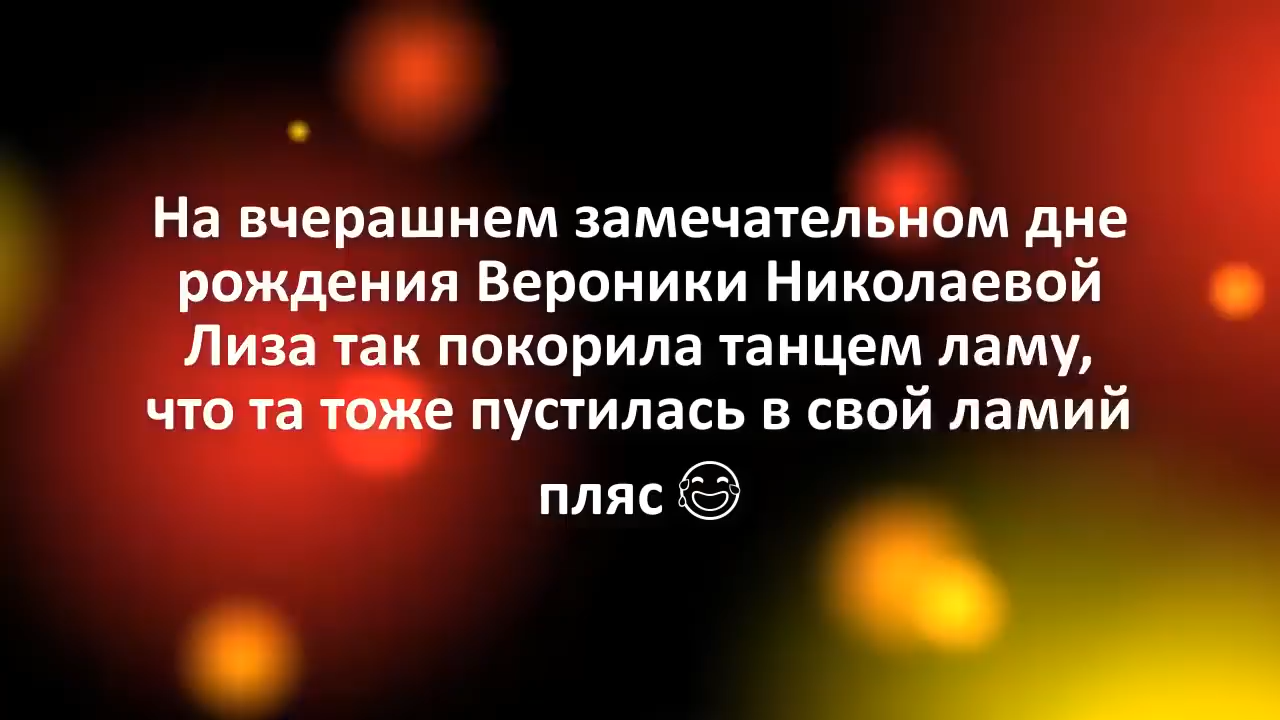 На вчерашнем замечательном дне
рождения Вероники Николаевой
Лиза так покорила танцем ламу,
что та тоже пустилась в свой ламий
пляс 😂